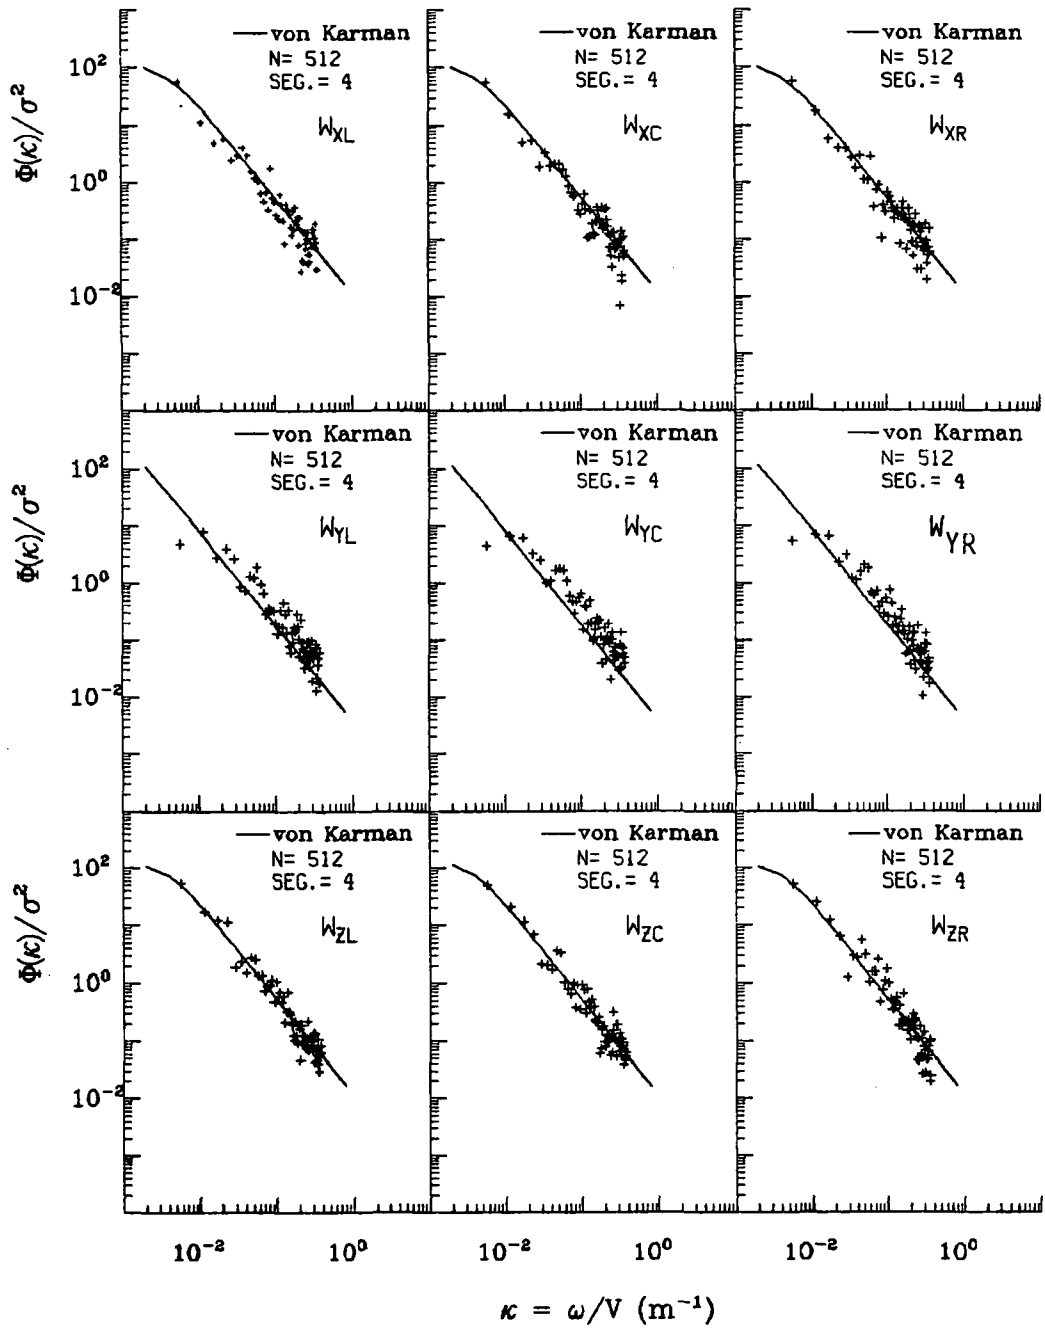 von Karman
N= 512
SEG.= 4
W_XL
von Karman
N= 512
SEG.= 4
W_XC
von Karman
N= 512
SEG.= 4
W_XR
10²
10⁰
10⁻²
Φ(κ)/σ²
von Karman
N= 512
SEG.= 4
W_YL
von Karman
N= 512
SEG.= 4
W_YC
von Karman
N= 512
SEG.= 4
W_YR
10²
10⁰
10⁻²
Φ(κ)/σ²
von Karman
N= 512
SEG.= 4
W_ZL
von Karman
N= 512
SEG.= 4
W_ZC
von Karman
N= 512
SEG.= 4
W_ZR
10²
10⁰
10⁻²
Φ(κ)/σ²
10⁻² 10⁰ 10⁻² 10⁰ 10⁻² 10⁰
κ = ω/V (m⁻¹)